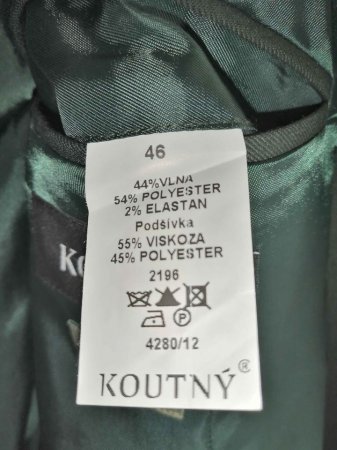 46
44%VLNA
54% POLYESTER
2% ELASTAN
Podšívka
55% VISKOZA
45% POLYESTER
2196
P
4280/12
KOUTNÝ®